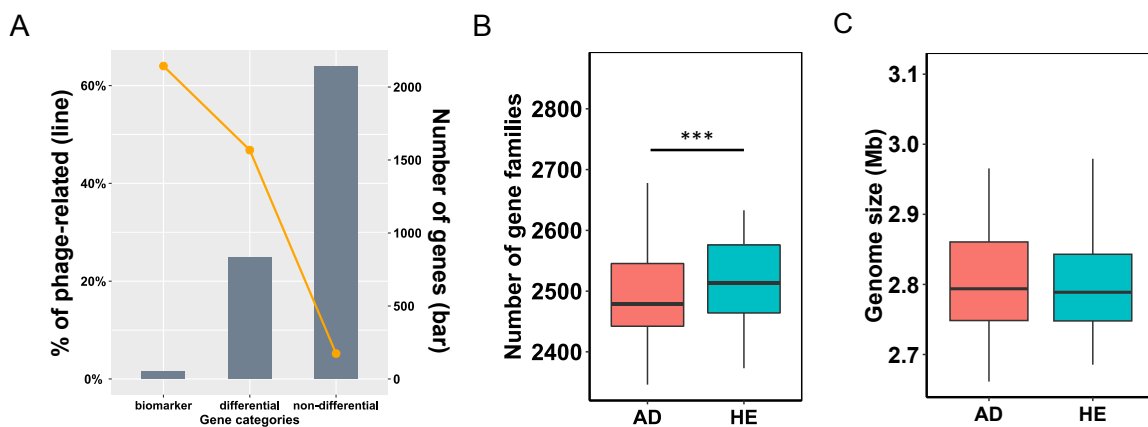 A
% of phage-related (line)
60%
40%
20%
0%
2000
1500
1000
500
0
Number of genes (bar)
biomarker differential non-differential
Gene categories
B
Number of gene families
2800
2700
2600
2500
2400
***
AD HE
C
Genome size (Mb)
3.1
3.0
2.9
2.8
2.7
AD HE